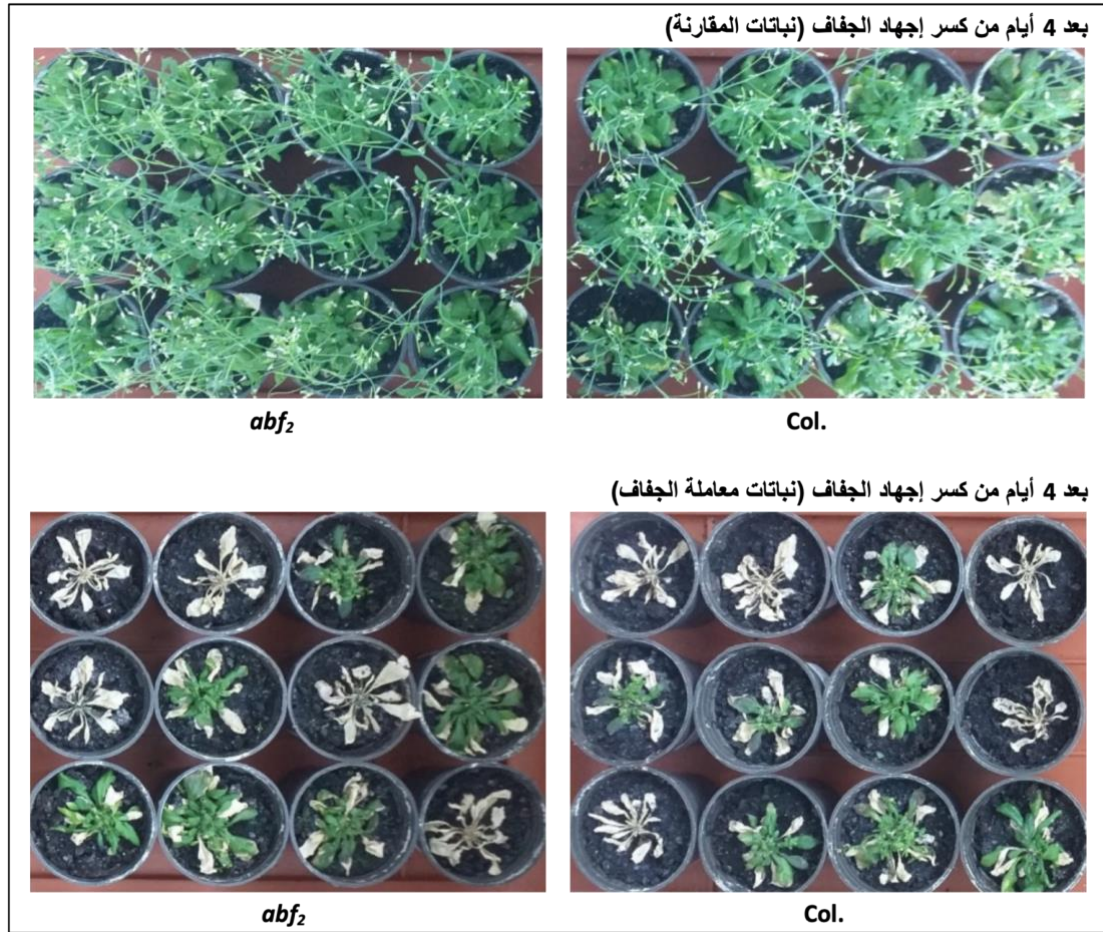 بعد 4 أيام من كسر إجهاد الجفاف (نباتات المقارنة)
abf₂
Col.
بعد 4 أيام من كسر إجهاد الجفاف (نباتات معاملة الجفاف)
abf₂
Col.